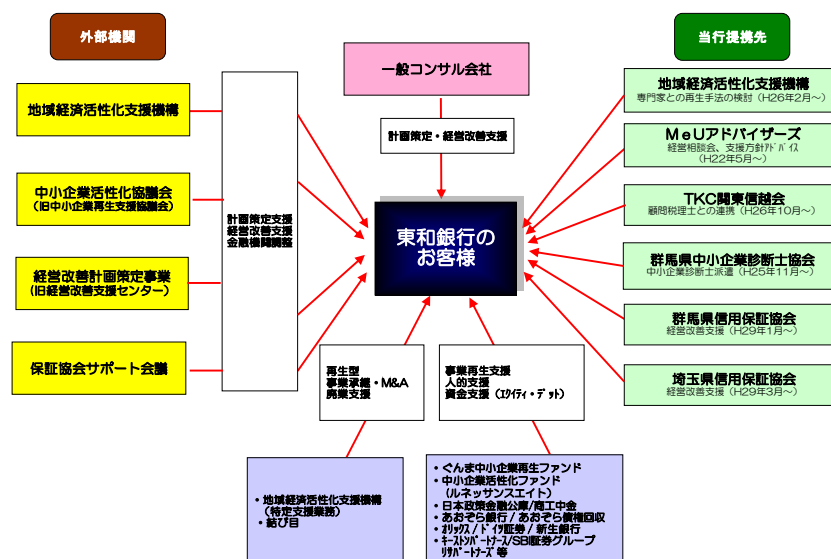 外部機関
地域経済活性化支援機構
中小企業活性化協議会
(旧中小企業再生支援協議会)
経営改善計画策定事業
(旧経営改善支援センター)
保証協会サポート会議
計画策定支援
経営改善支援
金融機関調整
一般コンサル会社
計画策定・経営改善支援
東和銀行の
お客様
再生型
事業承継・M&A
廃業支援
事業再生支援
人的支援
資金支援(エクイティ・デット)
・地域経済活性化支援機構
(特定支援業務)
・結び目
・ぐんま中小企業再生ファンド
・中小企業活性化ファンド
(ルネッサンスエイト)
・日本政策金融公庫/商工中金
・あおぞら銀行/あおぞら債権回収
・オリックス/ドイツ証券/新生銀行
・キーストンパートナース/SBI証券グループ
リサパートナーズ 等
当行提携先
地域経済活性化支援機構
専門家との再生手法の検討(H26年2月~)
MeUアドバイザーズ
経営相談会、支援方針アドバイス
(H22年5月~)
TKC関東信越会
顧問税理士との連携(H26年10月~)
群馬県中小企業診断士協会
中小企業診断士派遣(H25年11月~)
群馬県信用保証協会
経営改善支援(H29年1月~)
埼玉県信用保証協会
経営改善支援(H29年3月~)